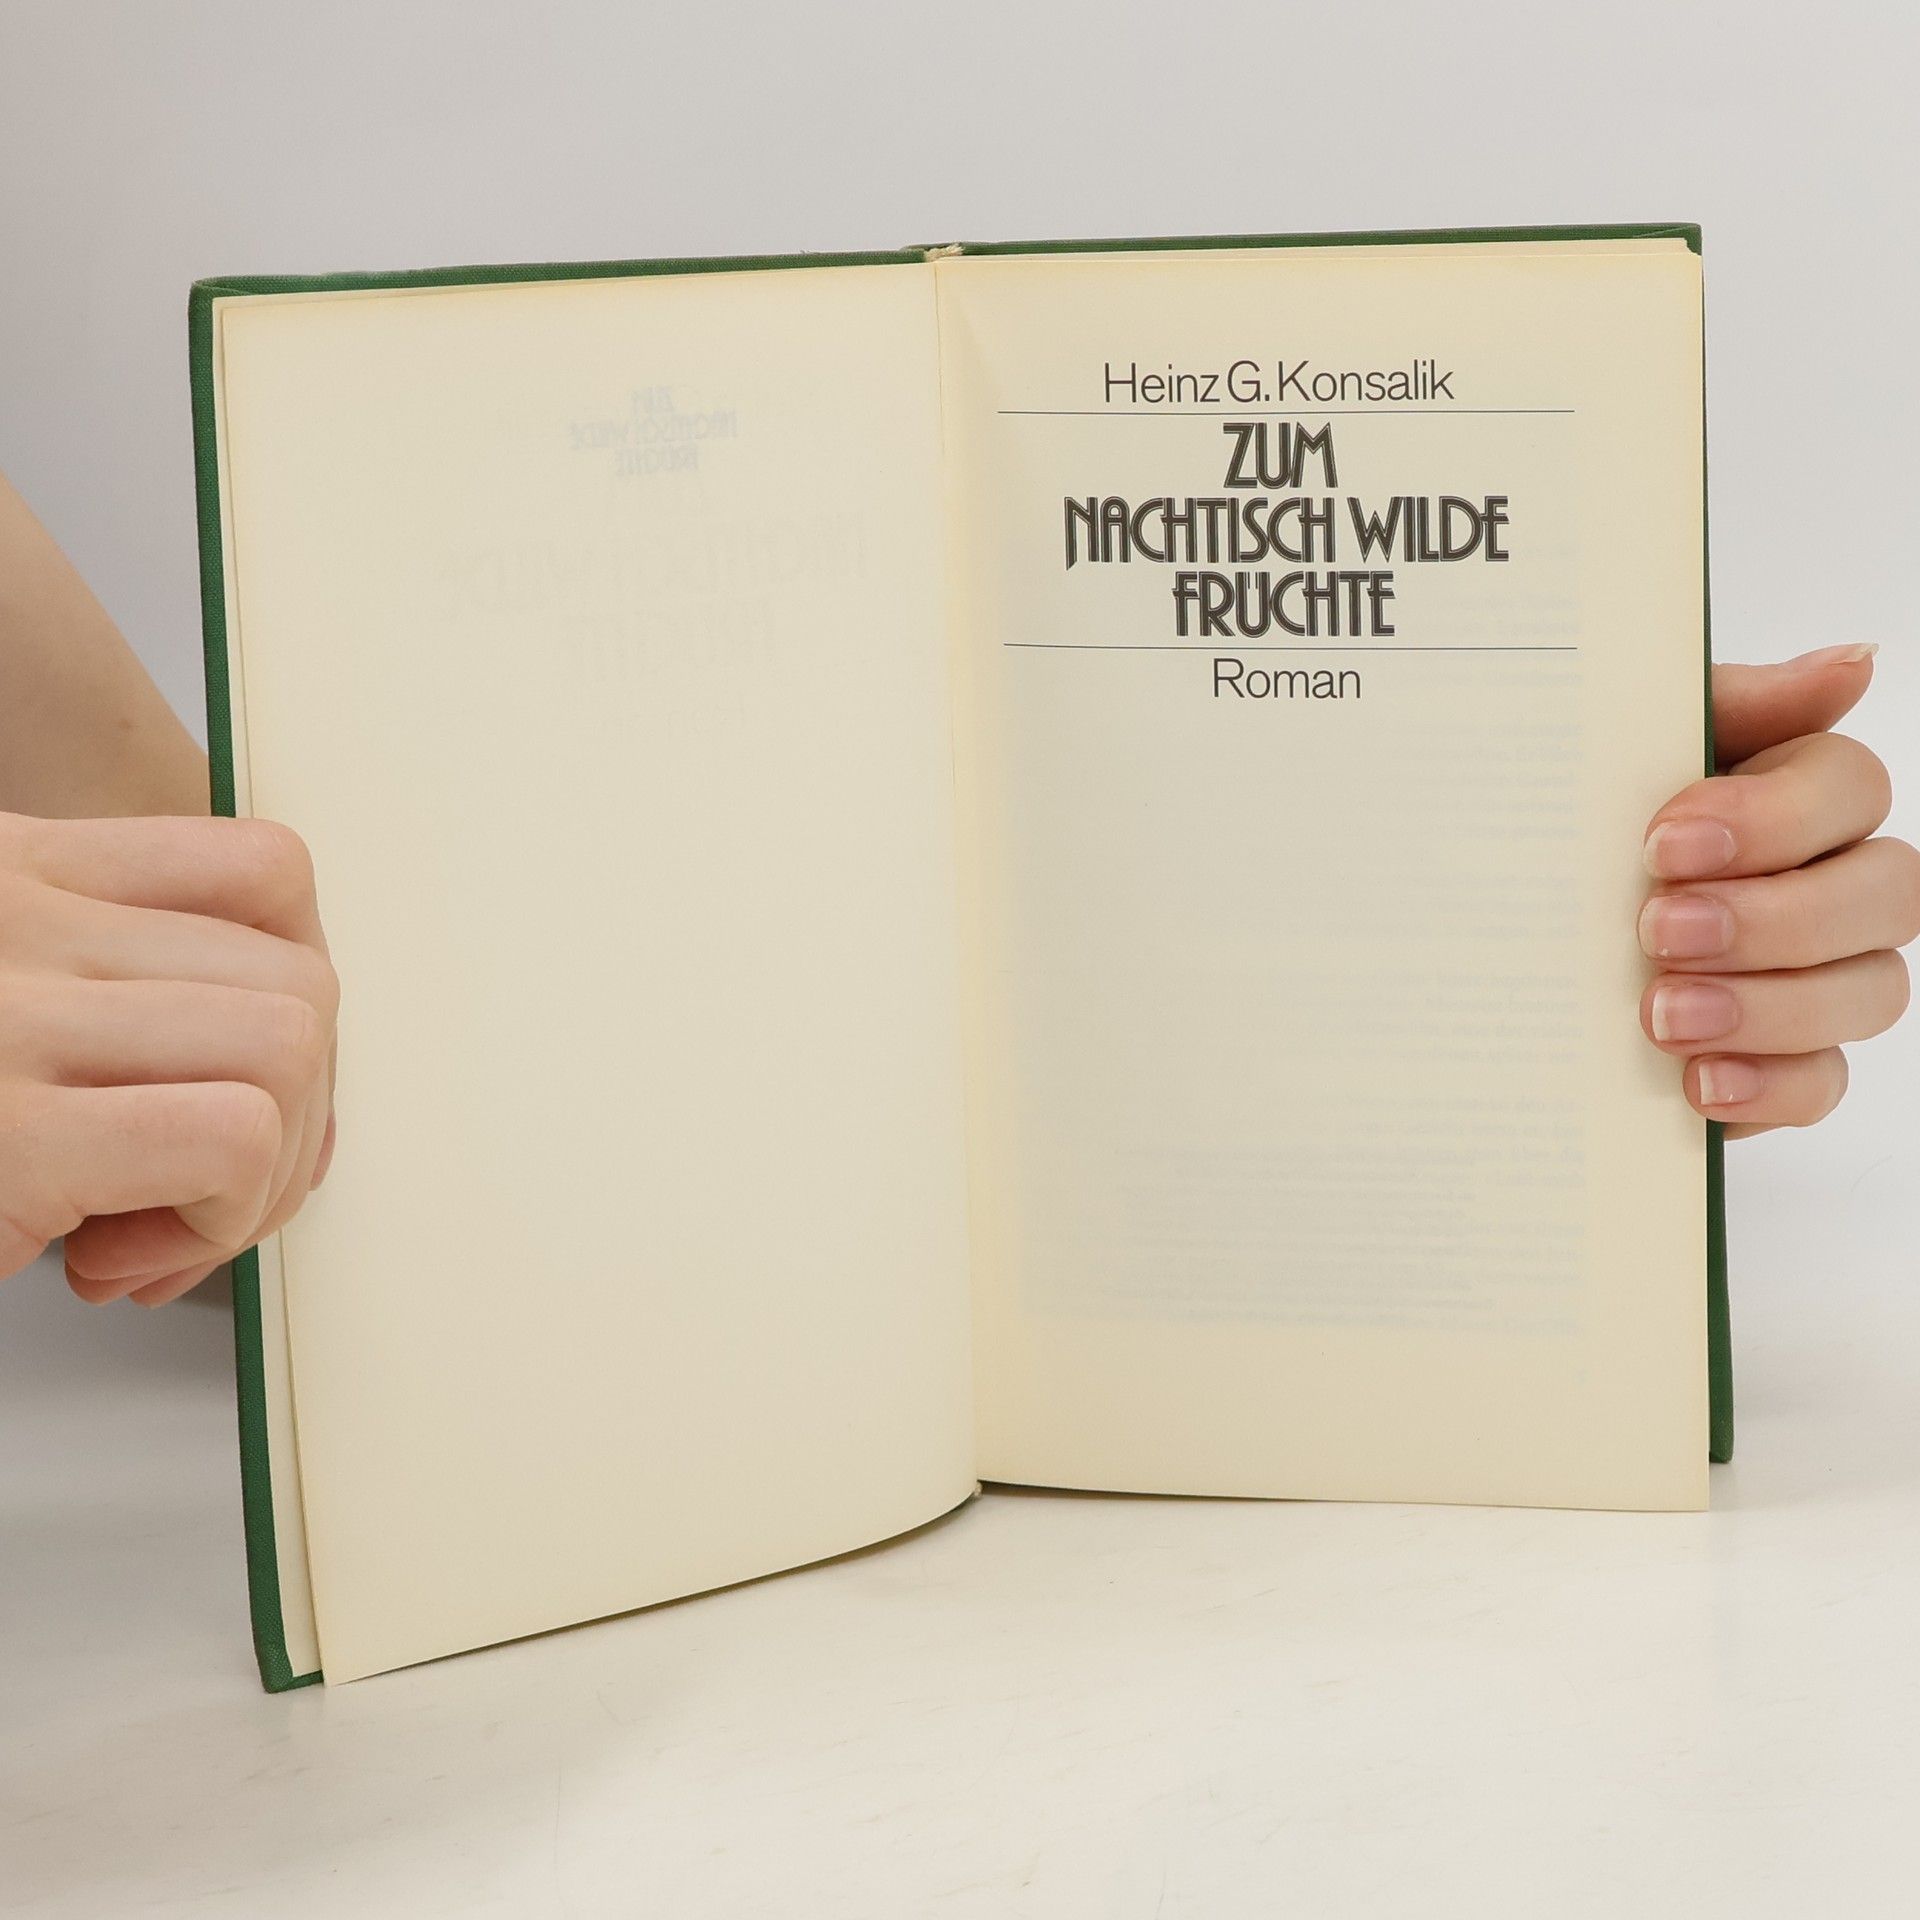 Heinz G. Konsalik
ZUM
NACHTISCH WILDE
FRÜCHTE
Roman